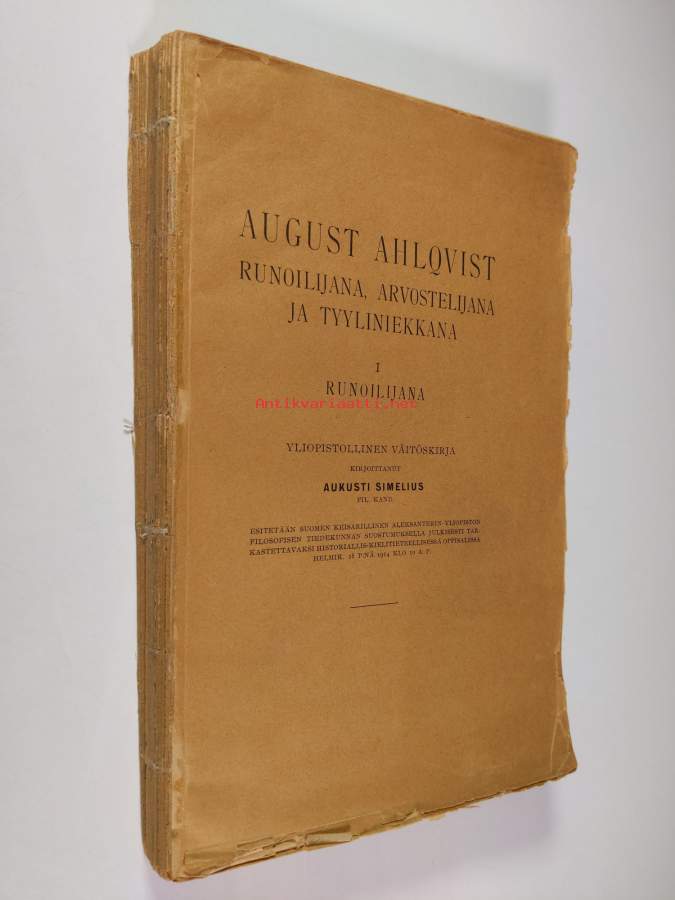 AUGUST AHLQVIST
RUNOILIJANA, ARVOSTELIJANA
JA TYYLINIEKKANA
I
RUNOILIJANA
Antikvariaatti.net
YLIOPISTOLLINEN VÄITÖSKIRJA
KIRJOITTANUT
AUKUSTI SIMELIUS
FIL. KAND.
ESITETÄÄN SUOMEN KEISARILLISEN ALEKSANTERIN-YLIOPISTON
FILOSOFISEN TIEDEKUNNAN SUOSTUMUKSELLA JULKISESTI TAR-
KASTETTAVAKSI HISTORIALLIS-KIELITIETEELLISESSÄ OPPISALISSA
HELMIK. 28 P:NÄ 1914 KLO 10 A. P.